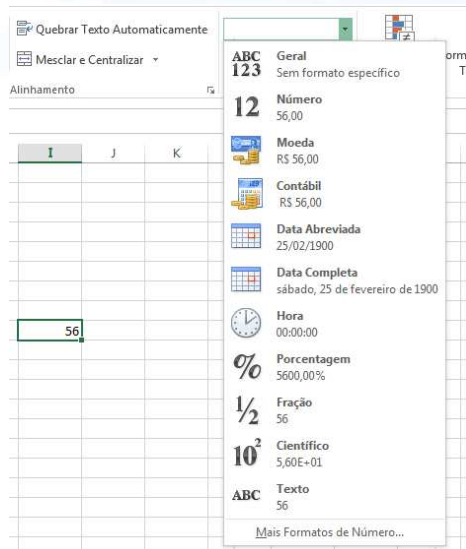 Quebrar Texto Automaticamente
Mesclar e Centralizar
Alinhamento
I J K
56
ABC
123
Geral
Sem formato específico
12
Número
56,00
Moeda
R$ 56,00
Contábil
R$ 56,00
Data Abreviada
25/02/1900
Data Completa
sábado, 25 de fevereiro de 1900
Hora
00:00:00
%
Porcentagem
5600,00%
1/2
Fração
56
10²
Científico
5,60E+01
ABC
Texto
56
Mais Formatos de Número...
orm
T